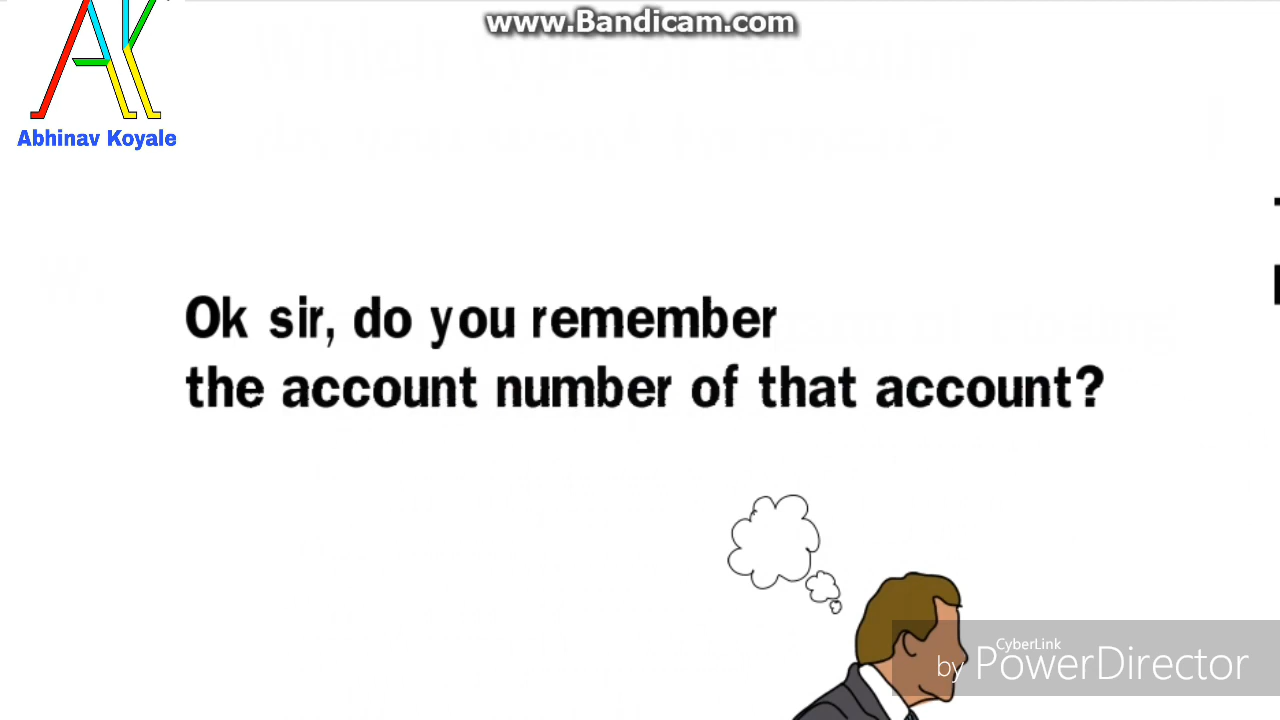 www.Bandicam.com
AK
Abhinav Koyale
Ok sir, do you remember
the account number of that account?
CyberLink
by PowerDirector